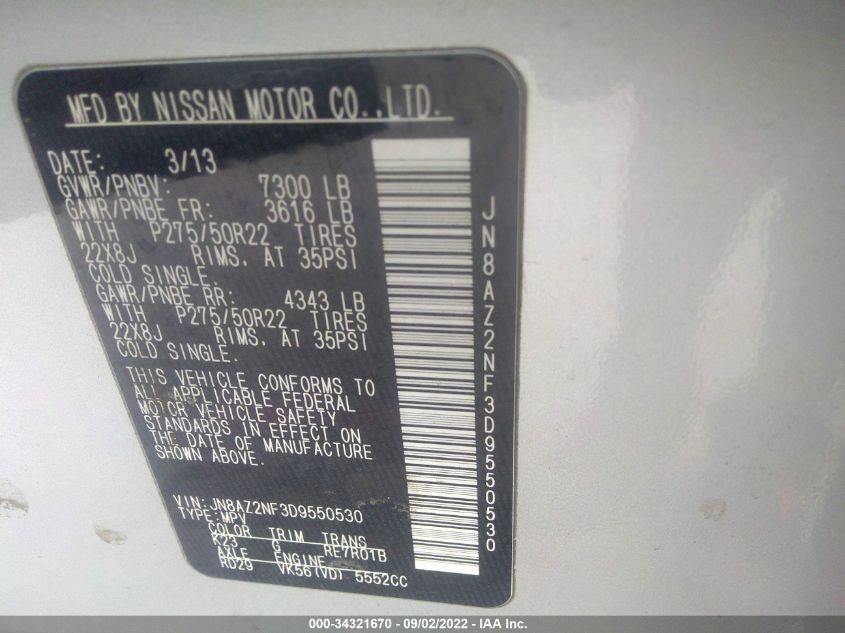 MFD BY NISSAN MOTOR CO.,LTD.
DATE: 3/13
GVWR/PNBV: 7300 LB
GAWR/PNBE FR: 3616 LB
WITH P275/50R22 TIRES
22X8J RIMS, AT 35PSI
COLD SINGLE.
GAWR/PNBE RR: 4343 LB
WITH P275/50R22 TIRES
22X8J RIMS, AT 35PSI
COLD SINGLE.
THIS VEHICLE CONFORMS TO
ALL APPLICABLE FEDERAL
MOTOR VEHICLE SAFETY
STANDARDS IN EFFECT ON
THE DATE OF MANUFACTURE
SHOWN ABOVE.
VIN:JN8AZ2NF3D9550530
TYPE:MPV
COLOR TRIM TRANS
K23 G RE7R01B
AXLE ENGINE
RD29 VK56(VD) 5552CC
JN8AZ2NF3D9550530
000-34321670 - 09/02/2022 - IAA Inc.